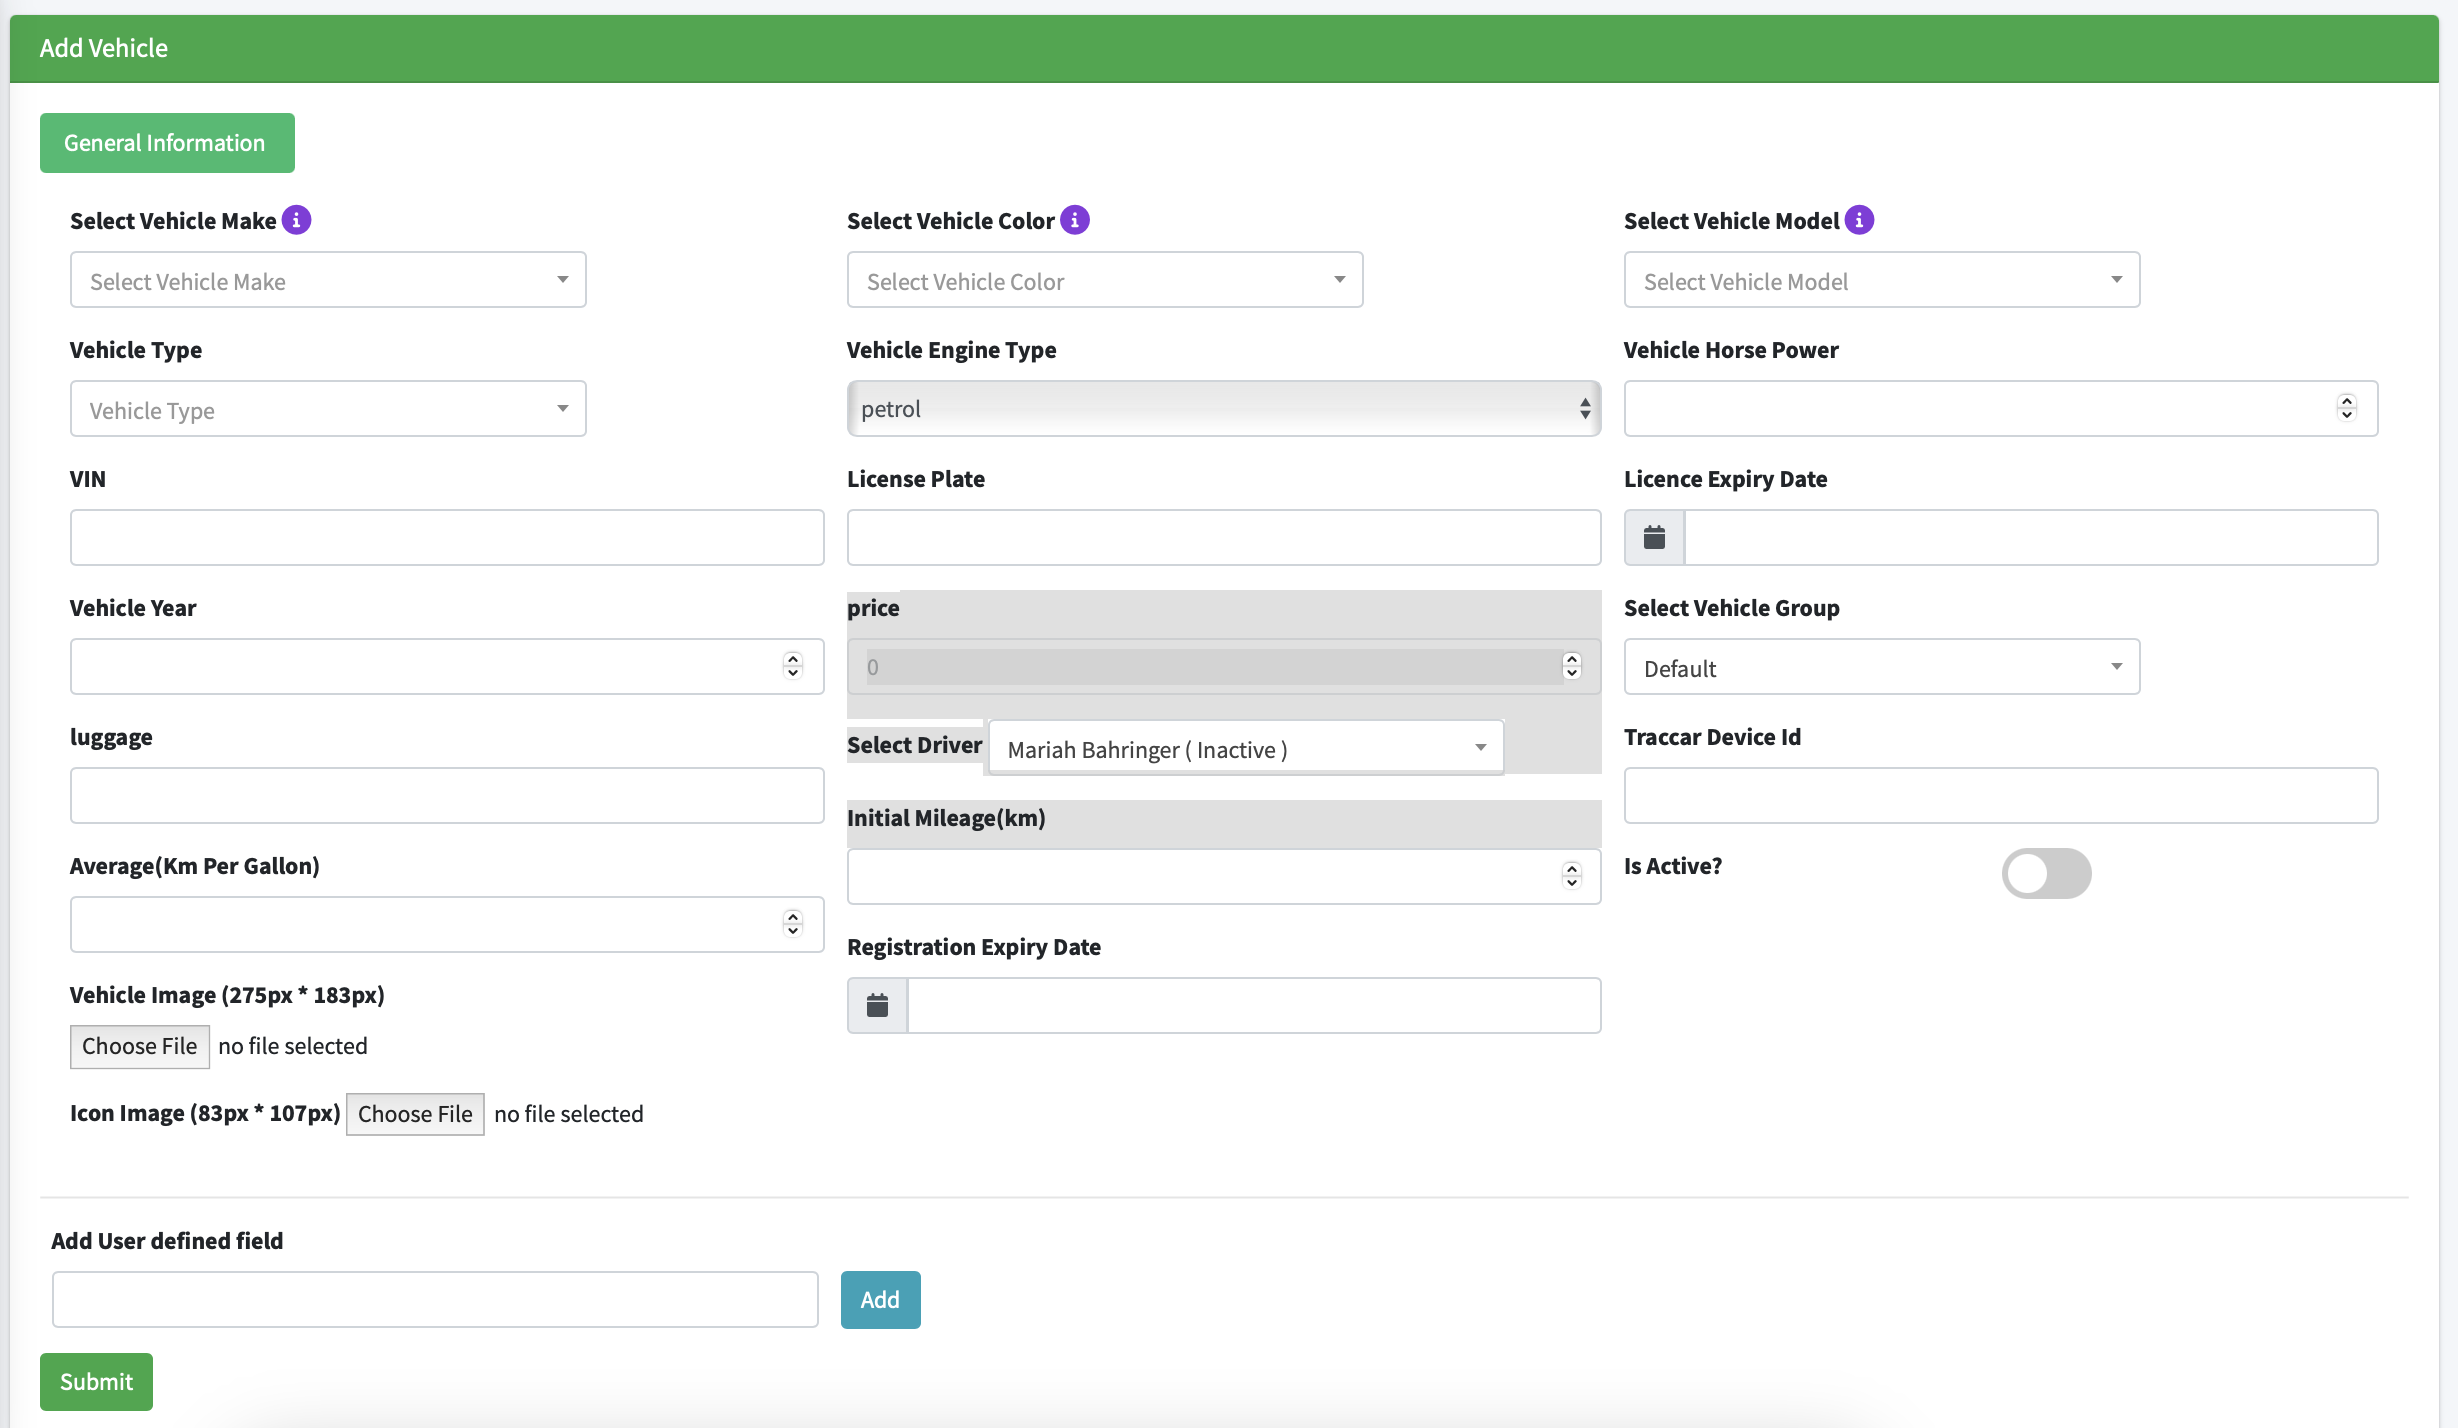 Add Vehicle
General Information
Select Vehicle Make
Select Vehicle Color
Select Vehicle Model
Select Vehicle Make
Select Vehicle Color
Select Vehicle Model
Vehicle Type
Vehicle Engine Type
Vehicle Horse Power
Vehicle Type
petrol
VIN
License Plate
Licence Expiry Date
Vehicle Year
price
Select Vehicle Group
0
Default
luggage
Select Driver Mariah Bahringer ( Inactive )
Traccar Device Id
Initial Mileage(km)
Average(Km Per Gallon)
Is Active?
Registration Expiry Date
Vehicle Image (275px * 183px)
Choose File no file selected
Icon Image (83px * 107px) Choose File no file selected
Add User defined field
Add
Submit